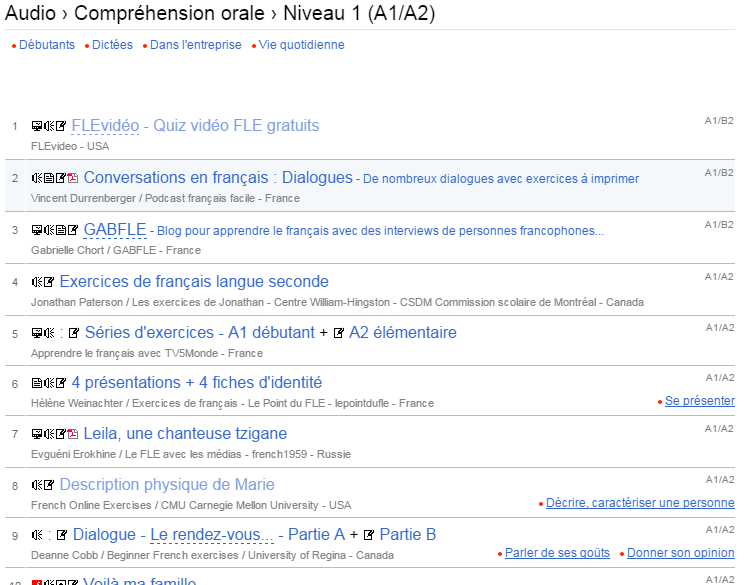 Audio › Compréhension orale › Niveau 1 (A1/A2)
Débutants Dictées Dans l'entreprise Vie quotidienne
1 FLEvidéo - Quiz vidéo FLE gratuits A1/B2
FLEvideo - USA
2 Conversations en français : Dialogues - De nombreux dialogues avec exercices à imprimer A1/B2
Vincent Durrenberger / Podcast français facile - France
3 GABFLE - Blog pour apprendre le français avec des interviews de personnes francophones... A1/B2
Gabrielle Chort / GABFLE - France
4 Exercices de français langue seconde A1/A2
Jonathan Paterson / Les exercices de Jonathan - Centre William-Hingston - CSDM Commission scolaire de Montréal - Canada
5 : Séries d'exercices - A1 débutant + A2 élémentaire A1/A2
Apprendre le français avec TV5Monde - France
6 4 présentations + 4 fiches d'identité A1/A2
Hélène Weinachter / Exercices de français - Le Point du FLE - lepointdufle - France Se présenter
7 Leila, une chanteuse tzigane A1/A2
Evguéni Erokhine / Le FLE avec les médias - french1959 - Russie
8 Description physique de Marie A1/A2
French Online Exercises / CMU Carnegie Mellon University - USA Décrire, caractériser une personne
9 : Dialogue - Le rendez-vous... - Partie A + Partie B A1/A2
Deanne Cobb / Beginner French exercises / University of Regina - Canada Parler de ses goûts Donner son opinion
10 Voilà ma famille A1/A2